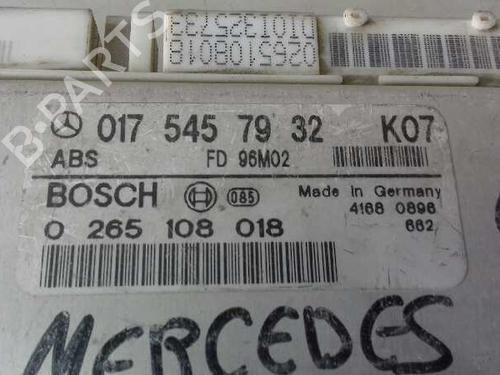 0265108018
D10132573
017 545 79 32 K07
ABS FD 96M02
BOSCH 085 Made in Germany
0 265 108 018 4168 0896
662
MERCEDES
B-PARTS